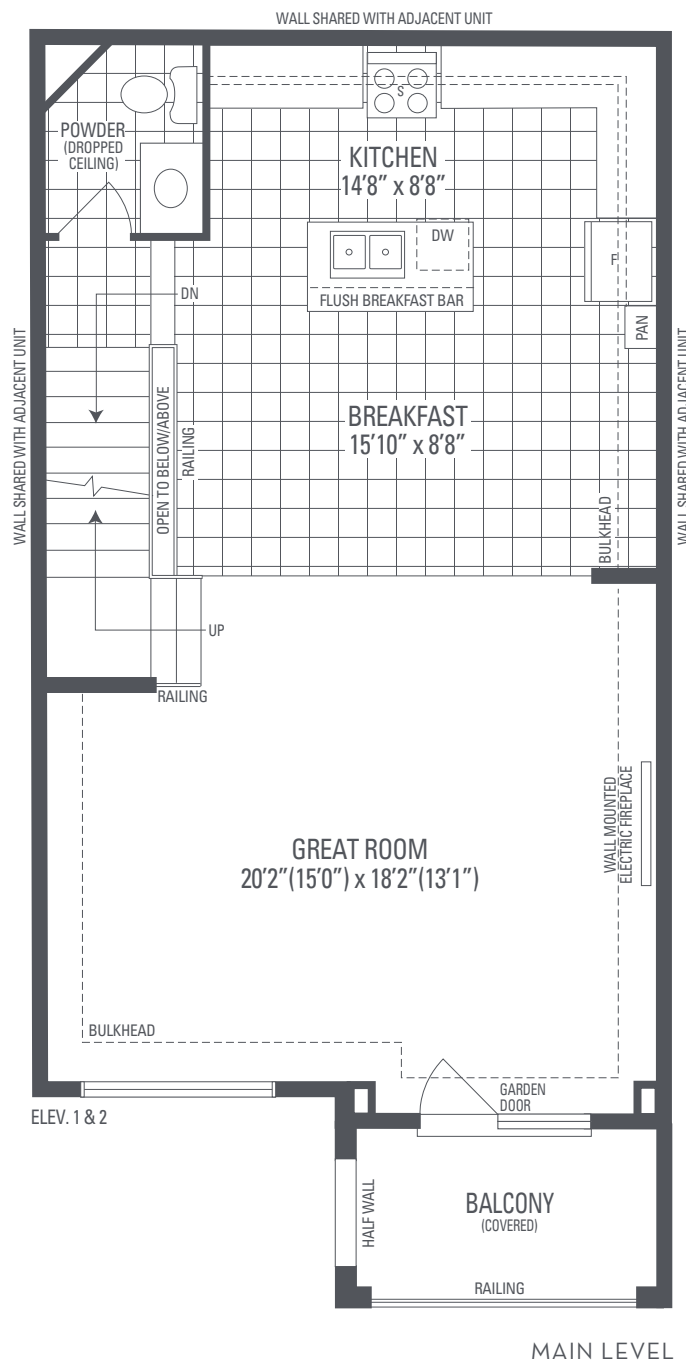 WALL SHARED WITH ADJACENT UNIT
POWDER
(DROPPED
CEILING)
S
KITCHEN
14'8" x 8'8"
DW
FLUSH BREAKFAST BAR
F
PAN
DN
WALL SHARED WITH ADJACENT UNIT
OPEN TO BELOW/ABOVE
RAILING
BREAKFAST
15'10" x 8'8"
BULKHEAD
WALL SHARED WITH ADJACENT UNIT
UP
RAILING
GREAT ROOM
20'2"(15'0") x 18'2"(13'1")
WALL MOUNTED
ELECTRIC FIREPLACE
BULKHEAD
GARDEN
DOOR
ELEV. 1 & 2
HALF WALL
BALCONY
(COVERED)
RAILING
MAIN LEVEL